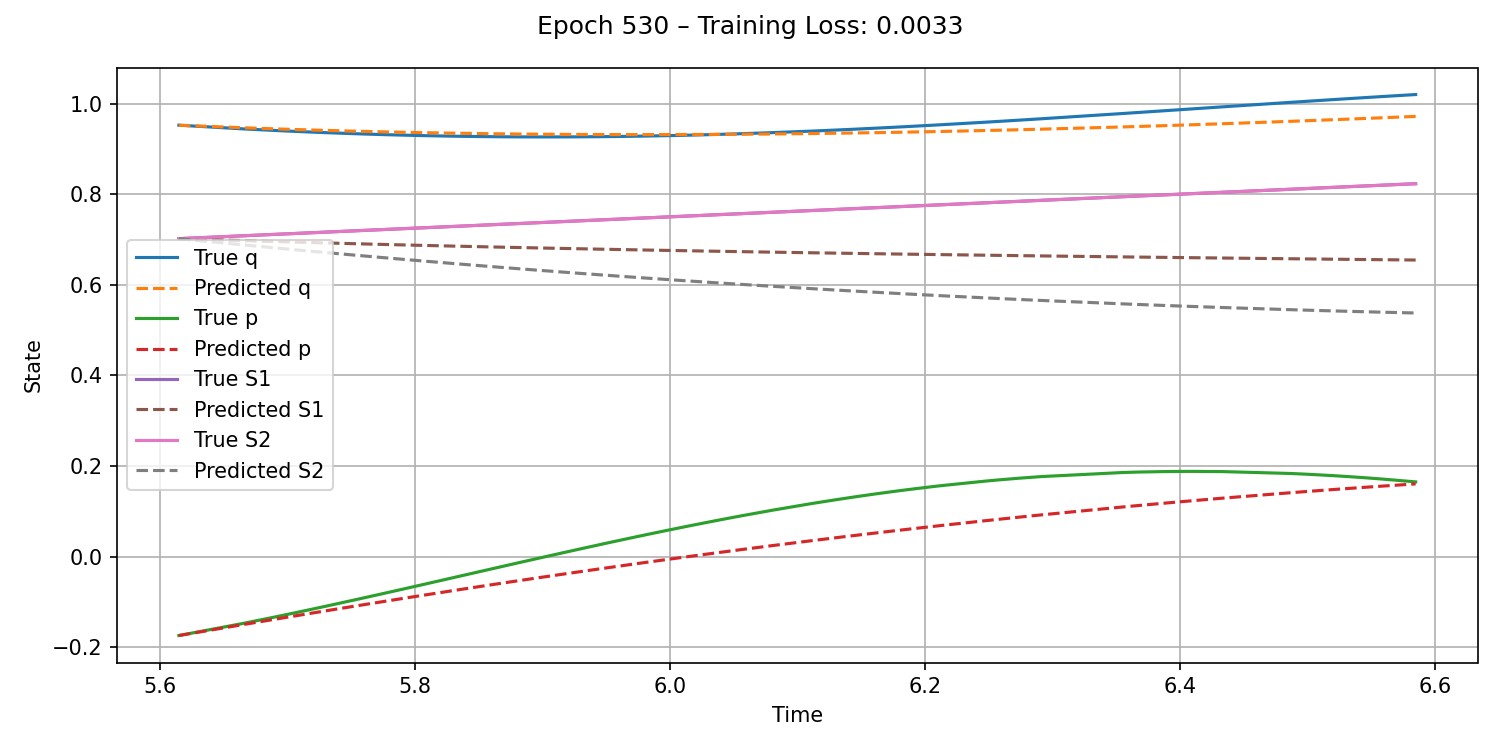 Epoch 530 – Training Loss: 0.0033
1.0
0.8
0.6
0.4
0.2
0.0
−0.2
State
True q
Predicted q
True p
Predicted p
True S1
Predicted S1
True S2
Predicted S2
5.6 5.8 6.0 6.2 6.4 6.6
Time